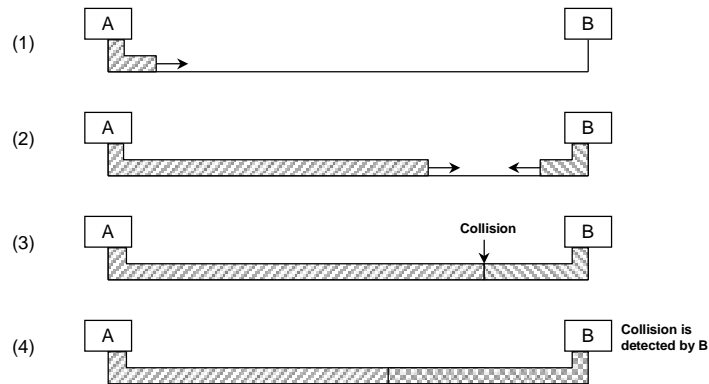 A B
(1)
A B
(2)
Collision
A B
(3)
A B
Collision is
detected by B
(4)